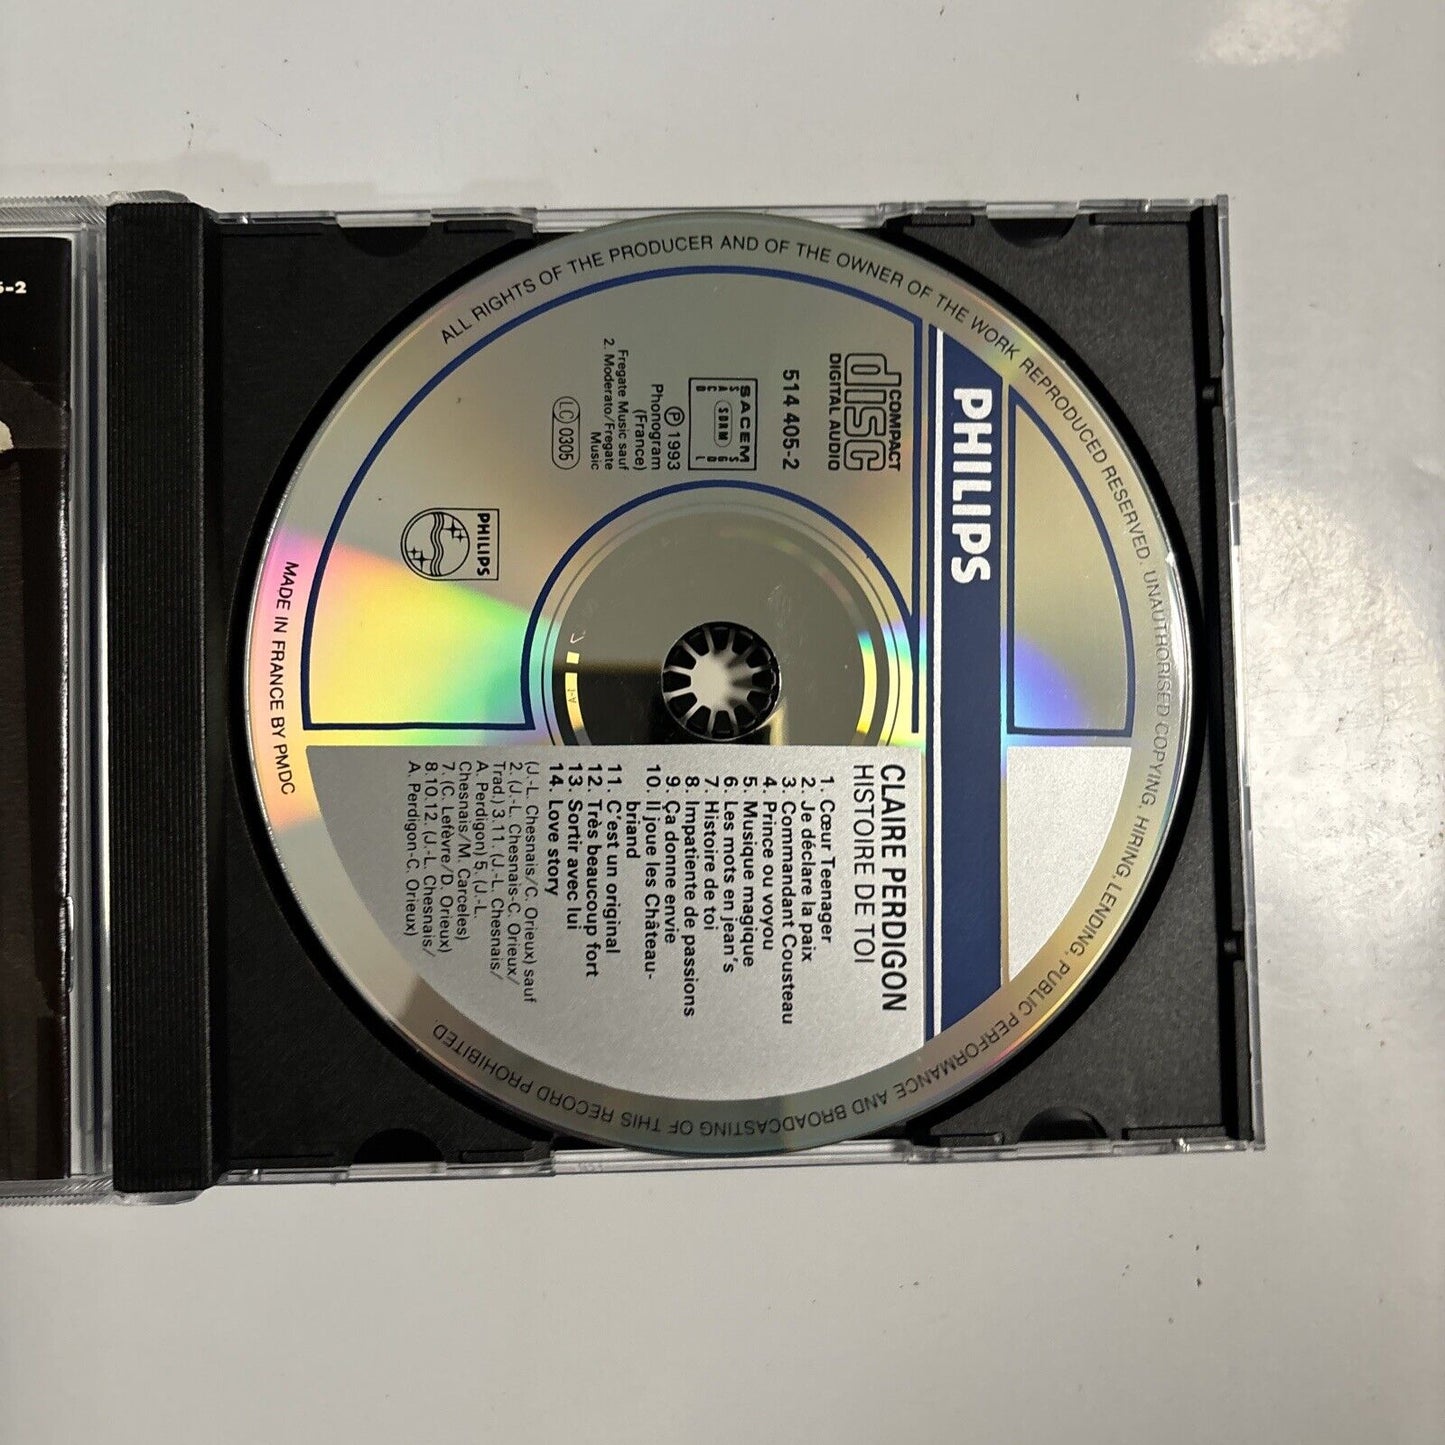 5-2
ALL RIGHTS OF THE PRODUCER AND OF THE OWNER OF THE WORK REPRODUCED RESERVED. UNAUTHORISED COPYING, HIRING, LENDING, PUBLIC PERFORMANCE AND BROADCASTING OF THIS RECORD PROHIBITED.
MADE IN FRANCE BY PMDC
PHILIPS
COMPACT
disc
DIGITAL AUDIO
514 405-2
SACEM
SDRM
Ⓟ 1993
Phonogram
(France)
Fregate Music sauf
2. Moderato/Fregate
Music
LC 0305
PHILIPS
CLAIRE PERDIGON
HISTOIRE DE TOI
1. Cœur Teenager
2. Je déclare la paix
3. Commandant Cousteau
4. Prince ou voyou
5. Musique magique
6. Les mots en jean's
7. Histoire de toi
8. Impatiente de passions
9. Ça donne envie
10. Il joue les Château-
briand
11. C'est un original
12. Très beaucoup fort
13. Sortir avec lui
14. Love story
(J.-L. Chesnais/C. Orieux) sauf
2. (J.-L. Chesnais-C. Orieux/
Trad.) 3.11. (J.-L. Chesnais/
A. Perdigon) 5. (J.-L.
Chesnais/M. Carceles)
7. (C. Lefèvre/D. Orieux)
8.10.12. (J.-L. Chesnais/
A. Perdigon-C. Orieux)